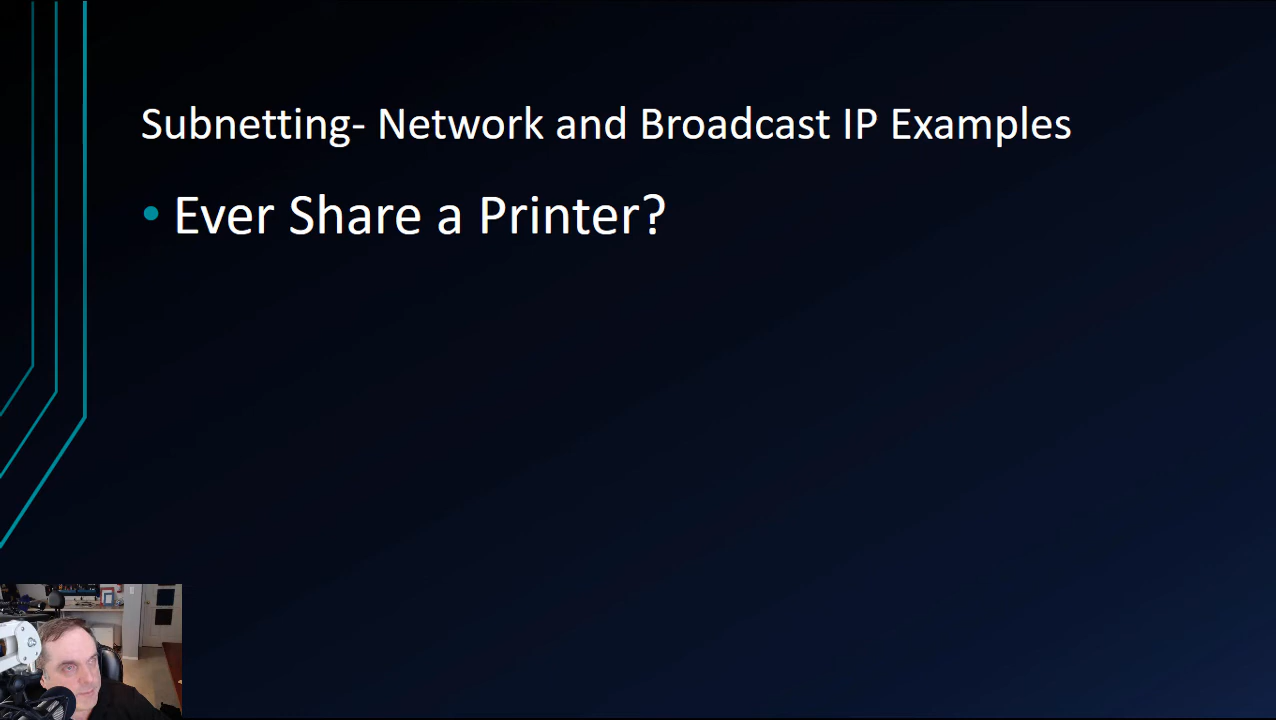 Subnetting- Network and Broadcast IP Examples
• Ever Share a Printer?